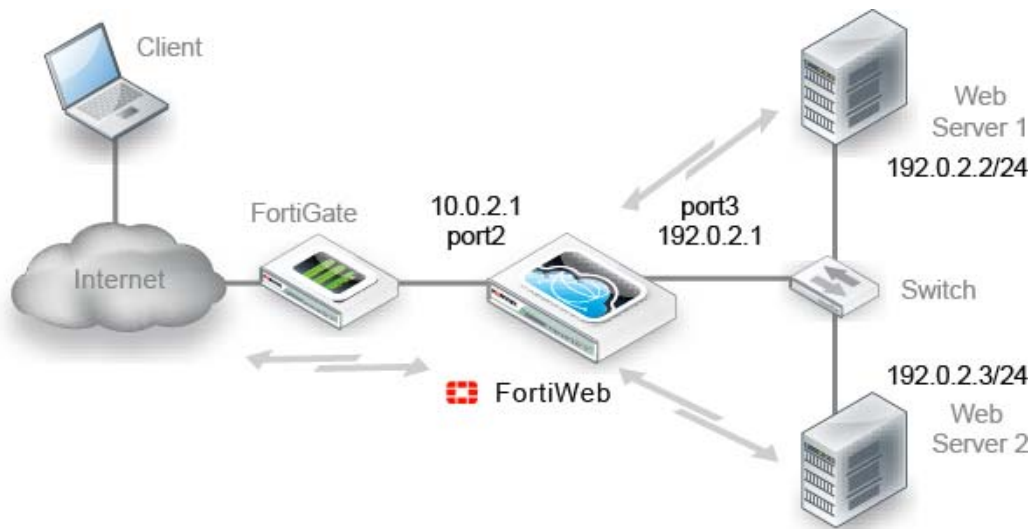 Client
Web
Server 1
192.0.2.2/24
FortiGate
10.0.2.1
port2
port3
192.0.2.1
Internet
Switch
FortiWeb
192.0.2.3/24
Web
Server 2